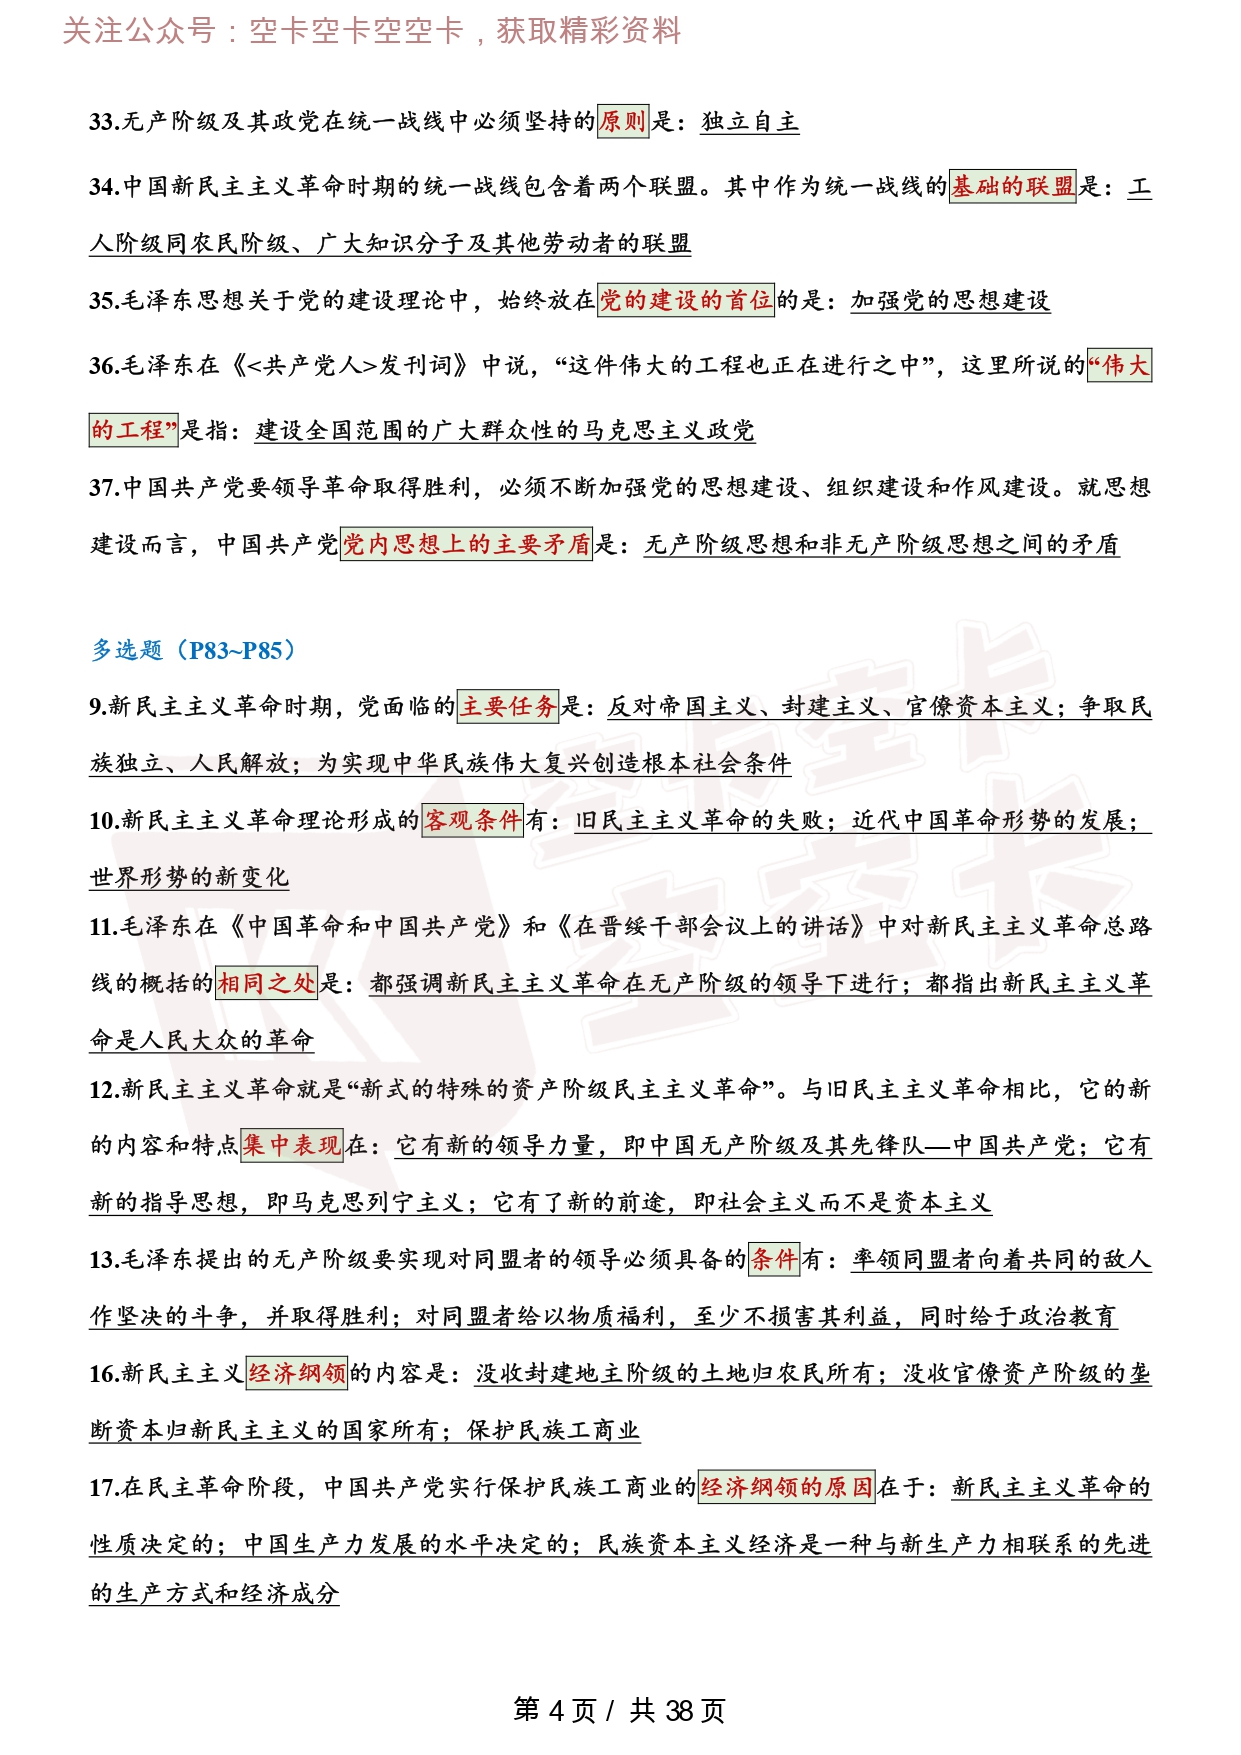 关注公众号：空卡空卡空空卡，获取精彩资料
33.无产阶级及其政党在统一战线中必须坚持的原则是：独立自主
34.中国新民主主义革命时期的统一战线包含着两个联盟。其中作为统一战线的基础的联盟是：工
人阶级同农民阶级、广大知识分子及其他劳动者的联盟
35.毛泽东思想关于党的建设理论中，始终放在党的建设的首位的是：加强党的思想建设
36.毛泽东在《<共产党人>发刊词》中说，“这件伟大的工程也正在进行之中”，这里所说的“伟大
的工程”是指：建设全国范围的广大群众性的马克思主义政党
37.中国共产党要领导革命取得胜利，必须不断加强党的思想建设、组织建设和作风建设。就思想
建设而言，中国共产党党内思想上的主要矛盾是：无产阶级思想和非无产阶级思想之间的矛盾
多选题（P83~P85）
9.新民主主义革命时期，党面临的主要任务是：反对帝国主义、封建主义、官僚资本主义；争取民
族独立、人民解放；为实现中华民族伟大复兴创造根本社会条件
10.新民主主义革命理论形成的客观条件有：旧民主主义革命的失败；近代中国革命形势的发展；
世界形势的新变化
11.毛泽东在《中国革命和中国共产党》和《在晋绥干部会议上的讲话》中对新民主主义革命总路
线的概括的相同之处是：都强调新民主主义革命在无产阶级的领导下进行；都指出新民主主义革
命是人民大众的革命
12.新民主主义革命就是“新式的特殊的资产阶级民主主义革命”。与旧民主主义革命相比，它的新
的内容和特点集中表现在：它有新的领导力量，即中国无产阶级及其先锋队—中国共产党；它有
新的指导思想，即马克思列宁主义；它有了新的前途，即社会主义而不是资本主义
13.毛泽东提出的无产阶级要实现对同盟者的领导必须具备的条件有：率领同盟者向着共同的敌人
作坚决的斗争，并取得胜利；对同盟者给以物质福利，至少不损害其利益，同时给于政治教育
16.新民主主义经济纲领的内容是：没收封建地主阶级的土地归农民所有；没收官僚资产阶级的垄
断资本归新民主主义的国家所有；保护民族工商业
17.在民主革命阶段，中国共产党实行保护民族工商业的经济纲领的原因在于：新民主主义革命的
性质决定的；中国生产力发展的水平决定的；民族资本主义经济是一种与新生产力相联系的先进
的生产方式和经济成分
空卡空卡
空空卡
第 4 页 / 共 38 页